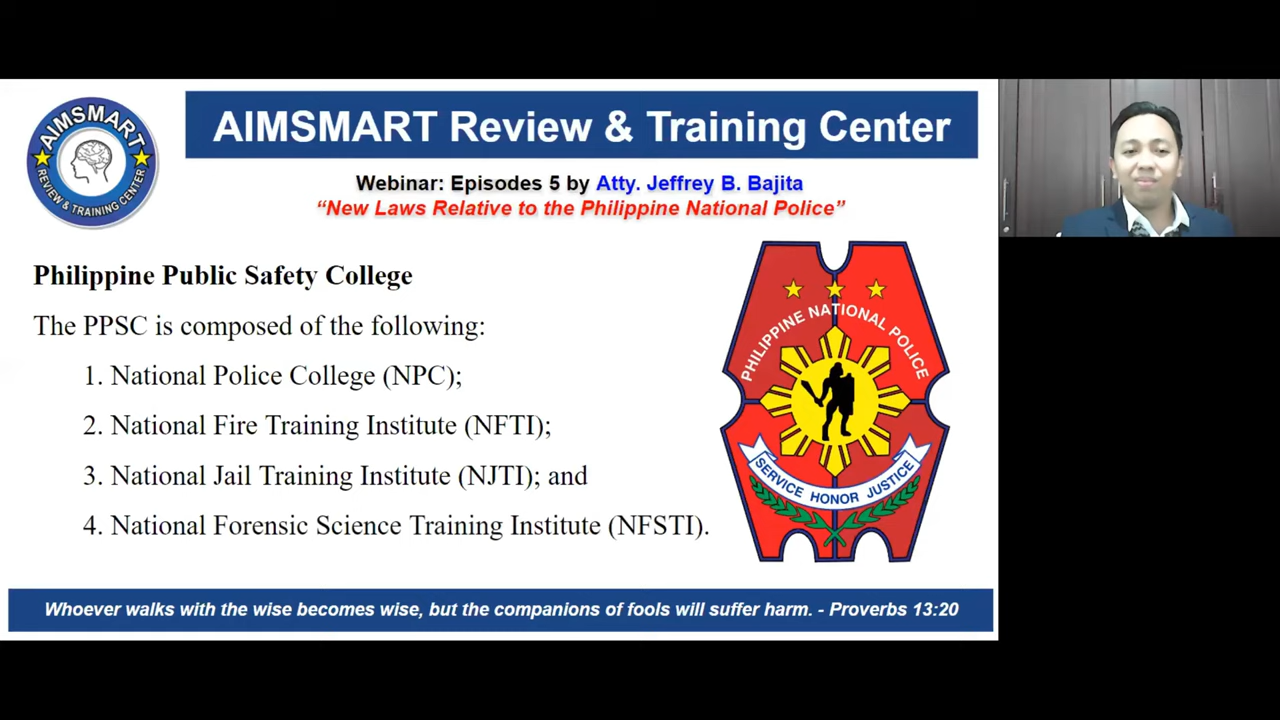 AIMSMART
REVIEW & TRAINING CENTER
AIMSMART Review & Training Center
Webinar: Episodes 5 by Atty. Jeffrey B. Bajita
“New Laws Relative to the Philippine National Police”
Philippine Public Safety College
The PPSC is composed of the following:
1. National Police College (NPC);
2. National Fire Training Institute (NFTI);
3. National Jail Training Institute (NJTI); and
4. National Forensic Science Training Institute (NFSTI).
PHILIPPINE NATIONAL POLICE
SERVICE HONOR JUSTICE
Whoever walks with the wise becomes wise, but the companions of fools will suffer harm. - Proverbs 13:20